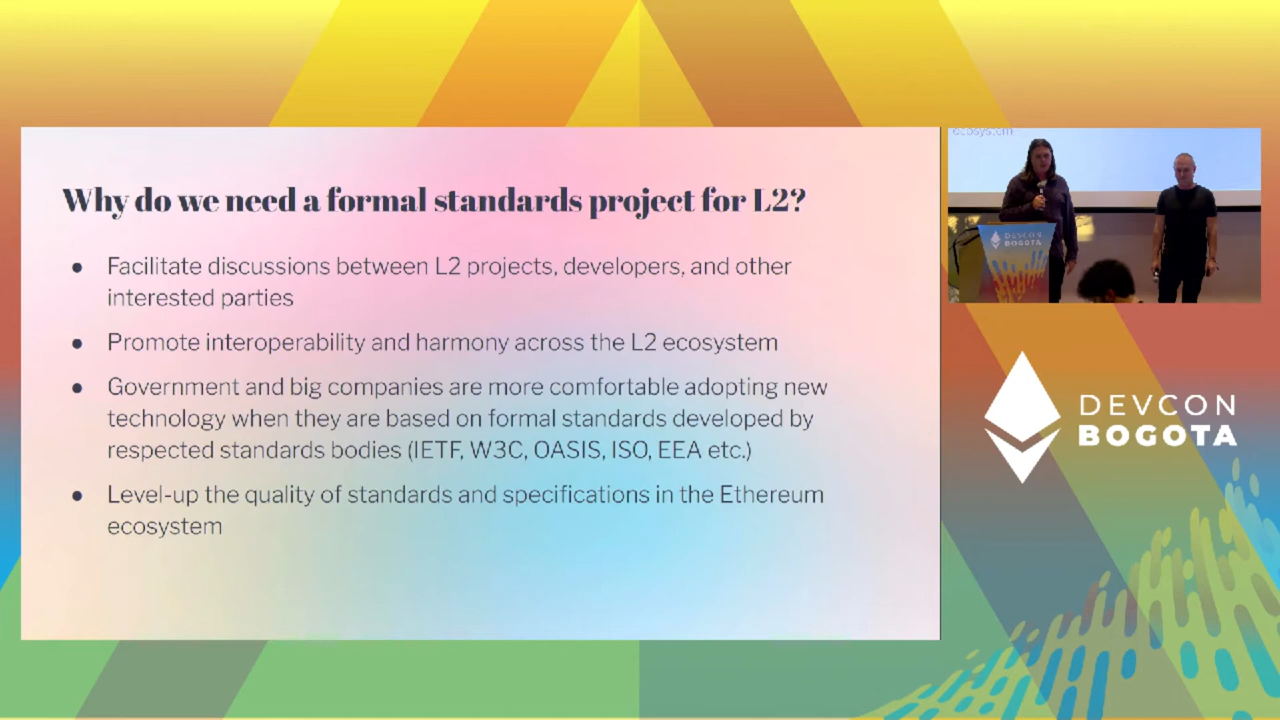 Why do we need a formal standards project for L2?
● Facilitate discussions between L2 projects, developers, and other
interested parties
● Promote interoperability and harmony across the L2 ecosystem
● Government and big companies are more comfortable adopting new
technology when they are based on formal standards developed by
respected standards bodies (IETF, W3C, OASIS, ISO, EEA etc.)
● Level-up the quality of standards and specifications in the Ethereum
ecosystem
ecosystem
DEVCON
BOGOTA
DEVCON
BOGOTA